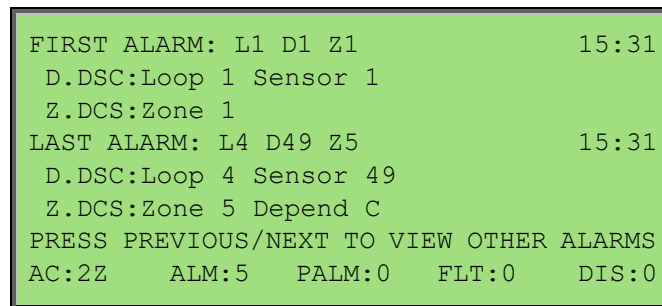 FIRST ALARM: L1 D1 Z1 15:31
D.DSC:Loop 1 Sensor 1
Z.DCS:Zone 1
LAST ALARM: L4 D49 Z5 15:31
D.DSC:Loop 4 Sensor 49
Z.DCS:Zone 5 Depend C
PRESS PREVIOUS/NEXT TO VIEW OTHER ALARMS
AC:2Z ALM:5 PALM:0 FLT:0 DIS:0